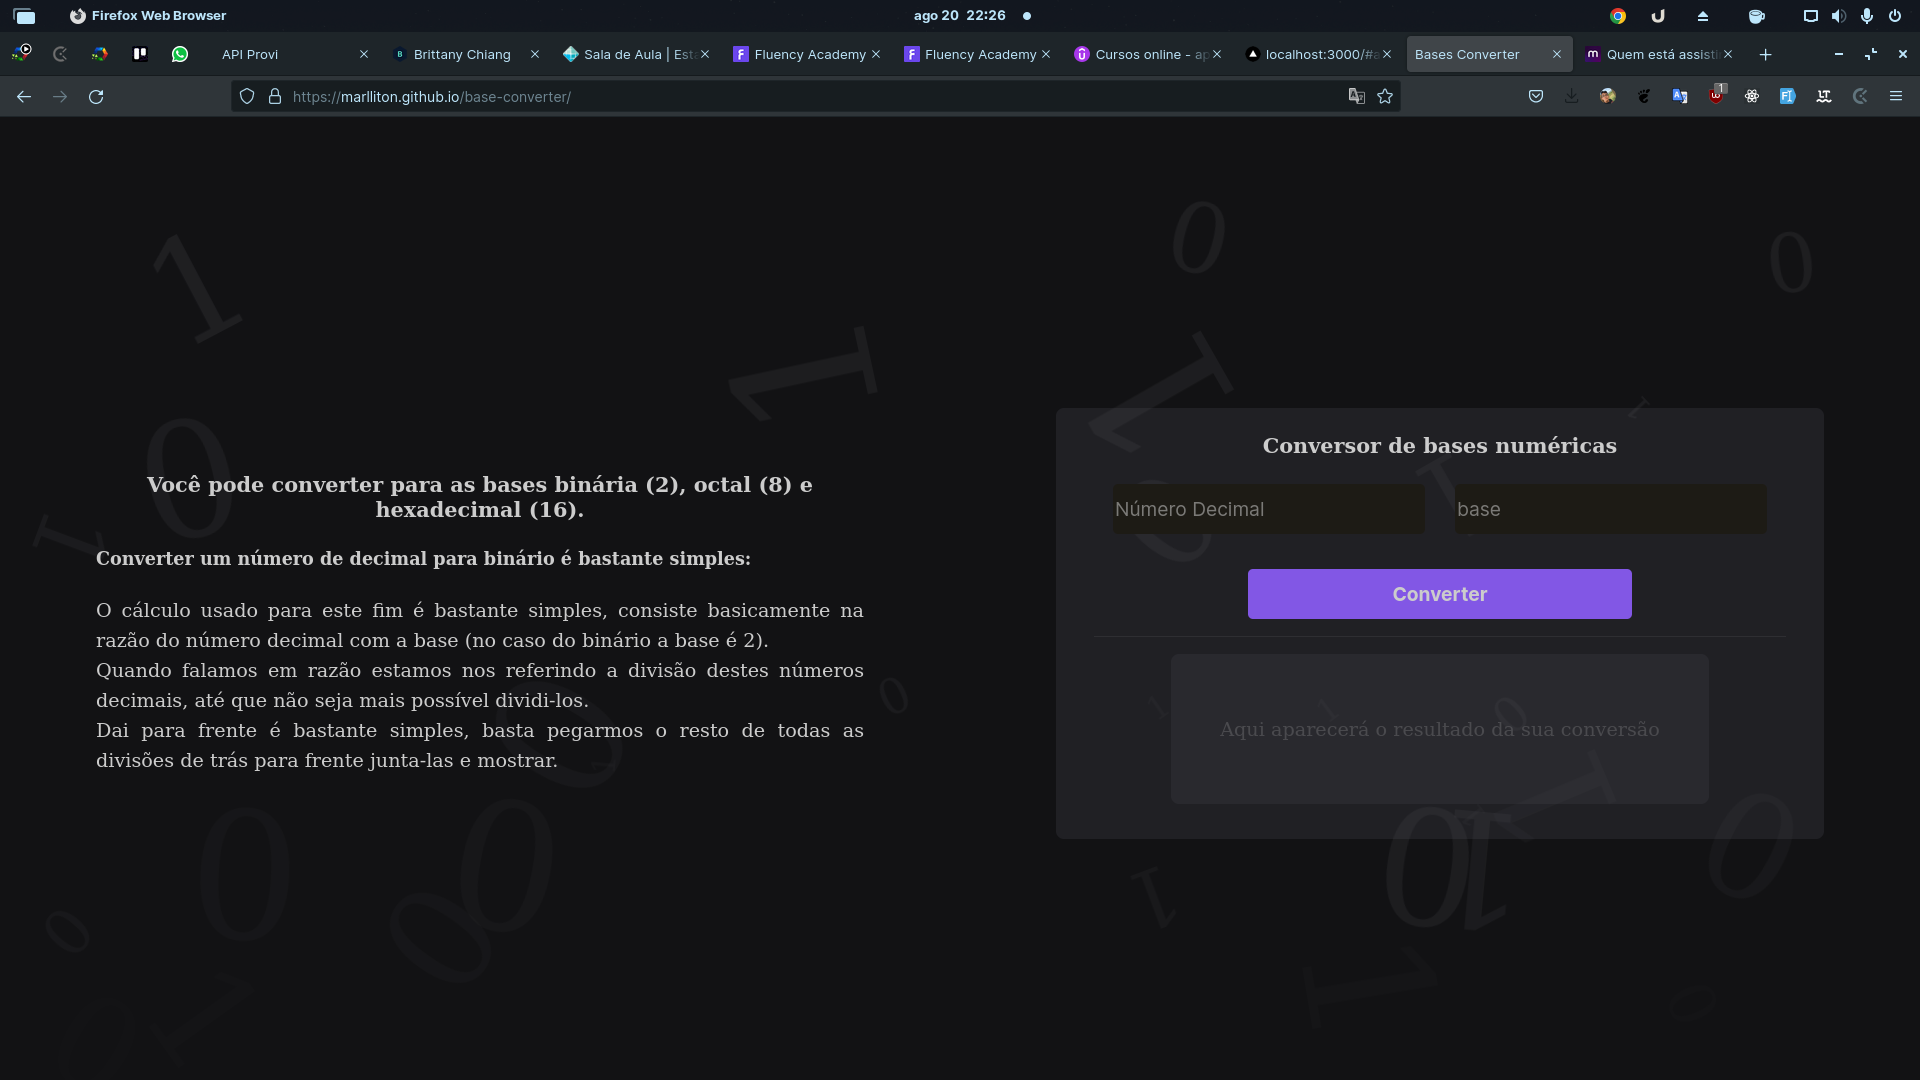 Firefox Web Browser
ago 20 22:26
API Provi
Brittany Chiang
Sala de Aula | Esta
Fluency Academy
Fluency Academy
Cursos online - ap
localhost:3000/#a
Bases Converter
Quem está assisti
https://marlliton.github.io/base-converter/
1
Você pode converter para as bases binária (2), octal (8) e
hexadecimal (16).
Converter um número de decimal para binário é bastante simples:
O cálculo usado para este fim é bastante simples, consiste basicamente na
razão do número decimal com a base (no caso do binário a base é 2).
Quando falamos em razão estamos nos referindo a divisão destes números
decimais, até que não seja mais possível dividi-los.
Dai para frente é bastante simples, basta pegarmos o resto de todas as
divisões de trás para frente junta-las e mostrar.
Conversor de bases numéricas
Número Decimal
base
Converter
Aqui aparecerá o resultado da sua conversão